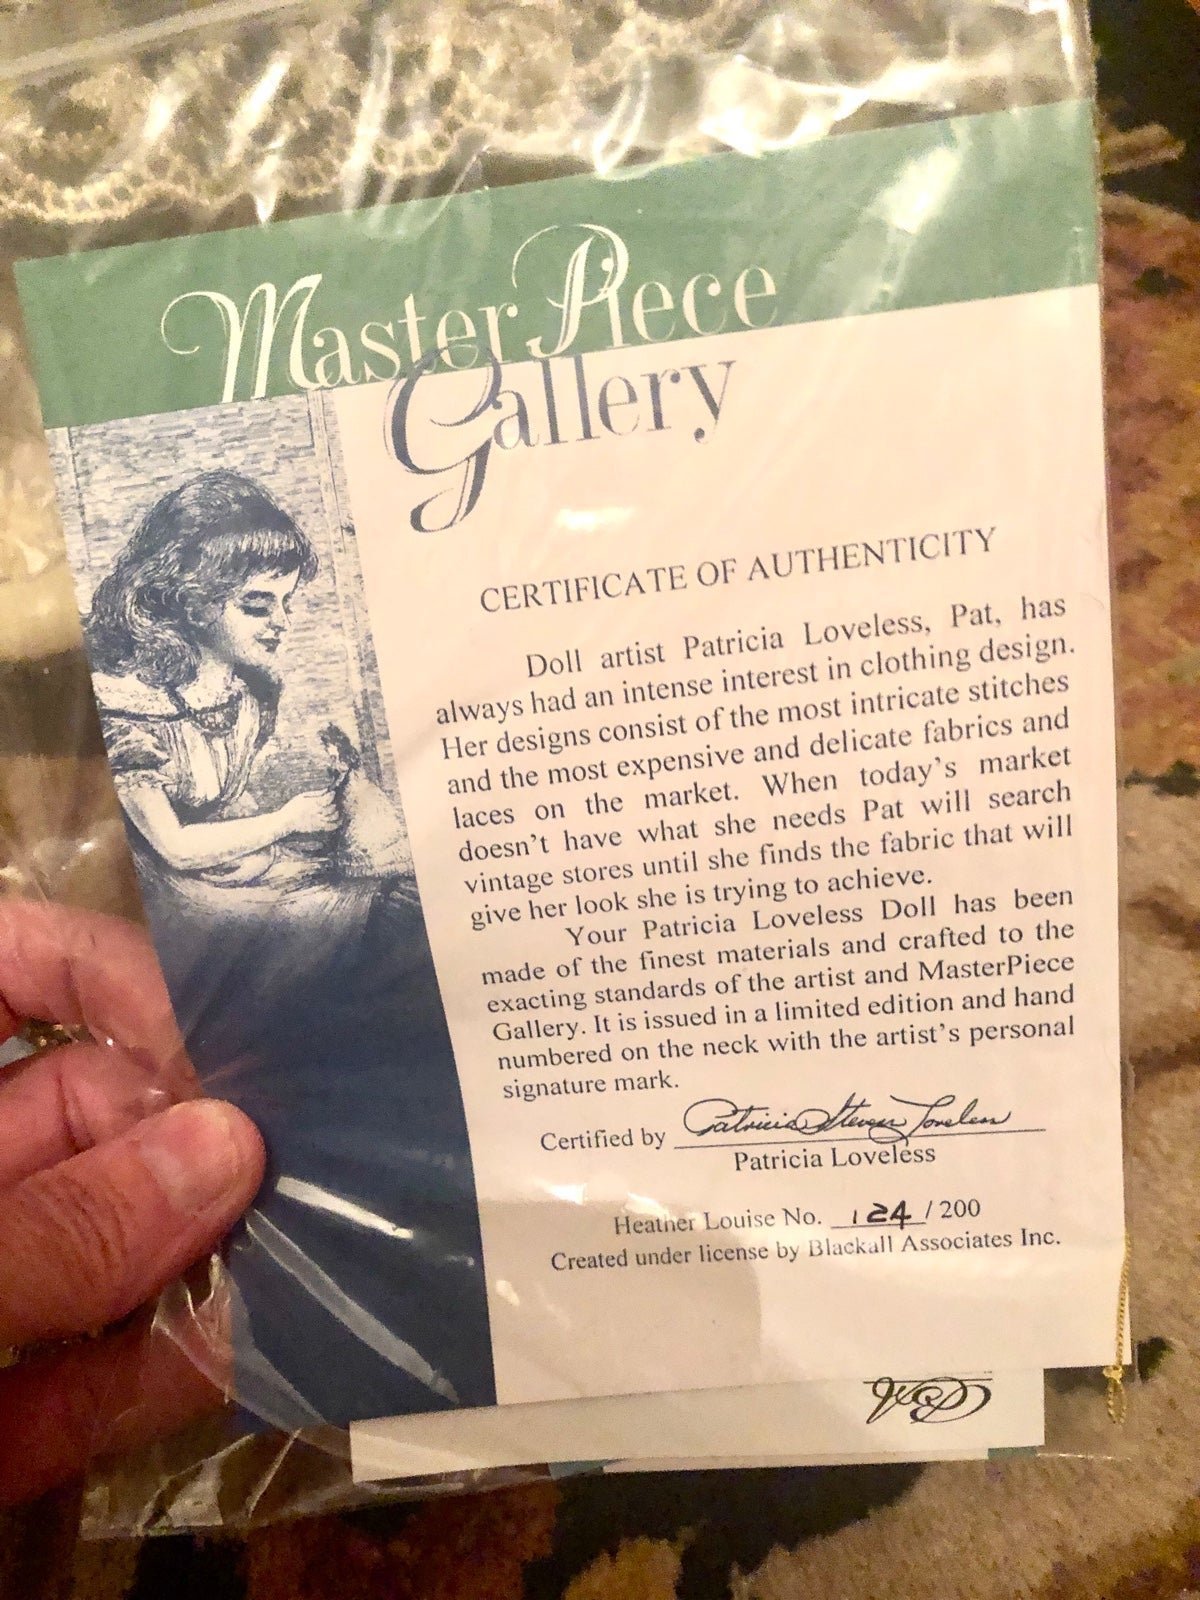 MasterPiece
Gallery
CERTIFICATE OF AUTHENTICITY
Doll artist Patricia Loveless, Pat, has
always had an intense interest in clothing design.
Her designs consist of the most intricate stitches
and the most expensive and delicate fabrics and
laces on the market. When today's market
doesn't have what she needs Pat will search
vintage stores until she finds the fabric that will
give her look she is trying to achieve.
Your Patricia Loveless Doll has been
made of the finest materials and crafted to the
exacting standards of the artist and MasterPiece
Gallery. It is issued in a limited edition and hand
numbered on the neck with the artist's personal
signature mark.
Certified by Patricia Steven Loveless
Patricia Loveless
Heather Louise No. 124 / 200
Created under license by Blackall Associates Inc.